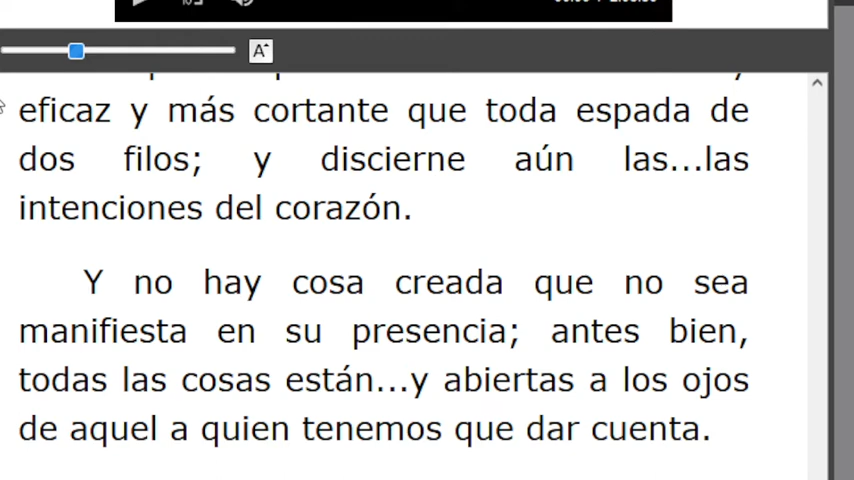 A
eficaz y más cortante que toda espada de
dos filos; y discierne aún las...las
intenciones del corazón.
Y no hay cosa creada que no sea
manifiesta en su presencia; antes bien,
todas las cosas están...y abiertas a los ojos
de aquel a quien tenemos que dar cuenta.